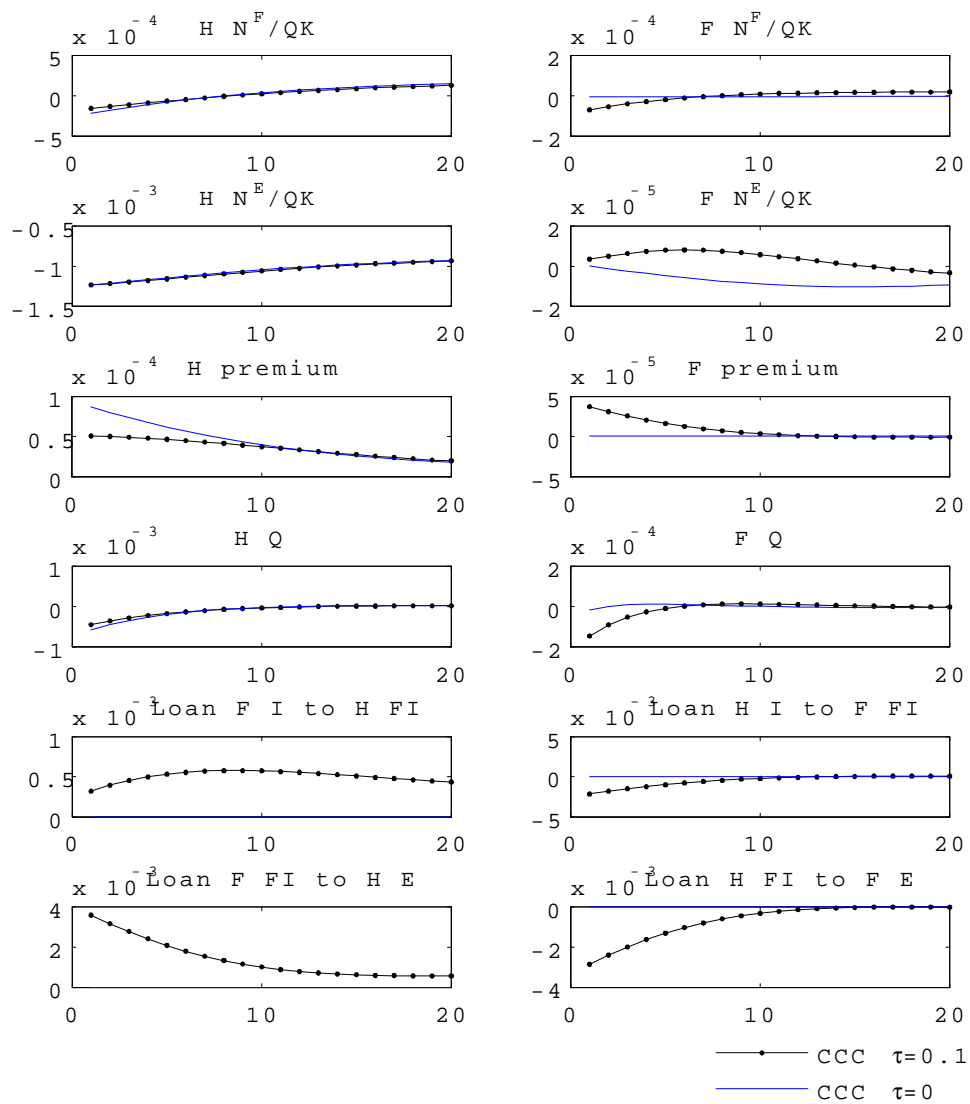 x 10^-4 H N^F/QK
5
0
-5
0 10 20
x 10^-4 F N^F/QK
2
0
-2
0 10 20
x 10^-3 H N^E/QK
-0.5
-1
-1.5
0 10 20
x 10^-5 F N^E/QK
2
0
-2
0 10 20
x 10^-4 H premium
1
0.5
0
0 10 20
x 10^-5 F premium
5
0
-5
0 10 20
x 10^-3 H Q
1
0
-1
0 10 20
x 10^-4 F Q
2
0
-2
0 10 20
x 10^-3 Loan F I to H FI
1
0.5
0
0 10 20
x 10^-3 Loan H I to F FI
5
0
-5
0 10 20
x 10^-3 Loan F FI to H E
4
2
0
0 10 20
x 10^-3 Loan H FI to F E
0
-2
-4
0 10 20
CCC τ=0.1
CCC τ=0